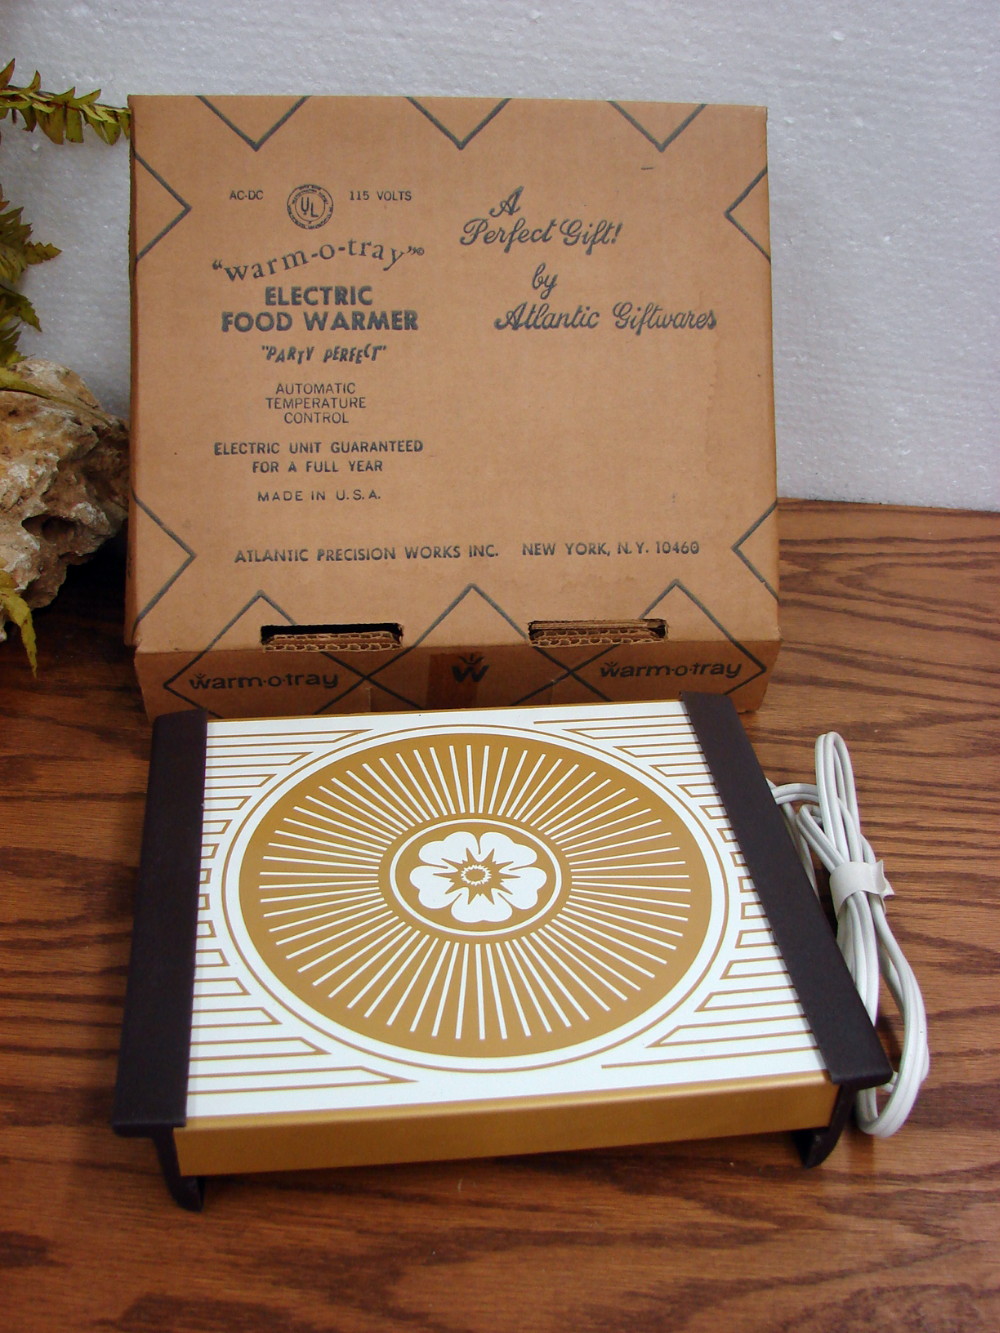 AC-DC UL 115 VOLTS
"warm-o-tray"®
ELECTRIC
FOOD WARMER
"PARTY PERFECT"
AUTOMATIC
TEMPERATURE
CONTROL
ELECTRIC UNIT GUARANTEED
FOR A FULL YEAR
MADE IN U.S.A.
A
Perfect Gift!
by
Atlantic Giftwares
ATLANTIC PRECISION WORKS INC. NEW YORK, N.Y. 10460
warm-o-tray W warm-o-tray